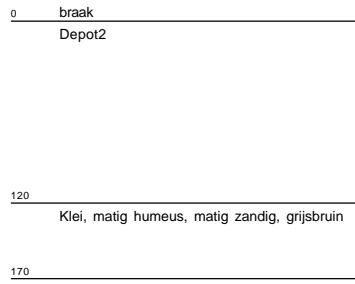 0 braak
Depot2
120
Klei, matig humeus, matig zandig, grijsbruin
170